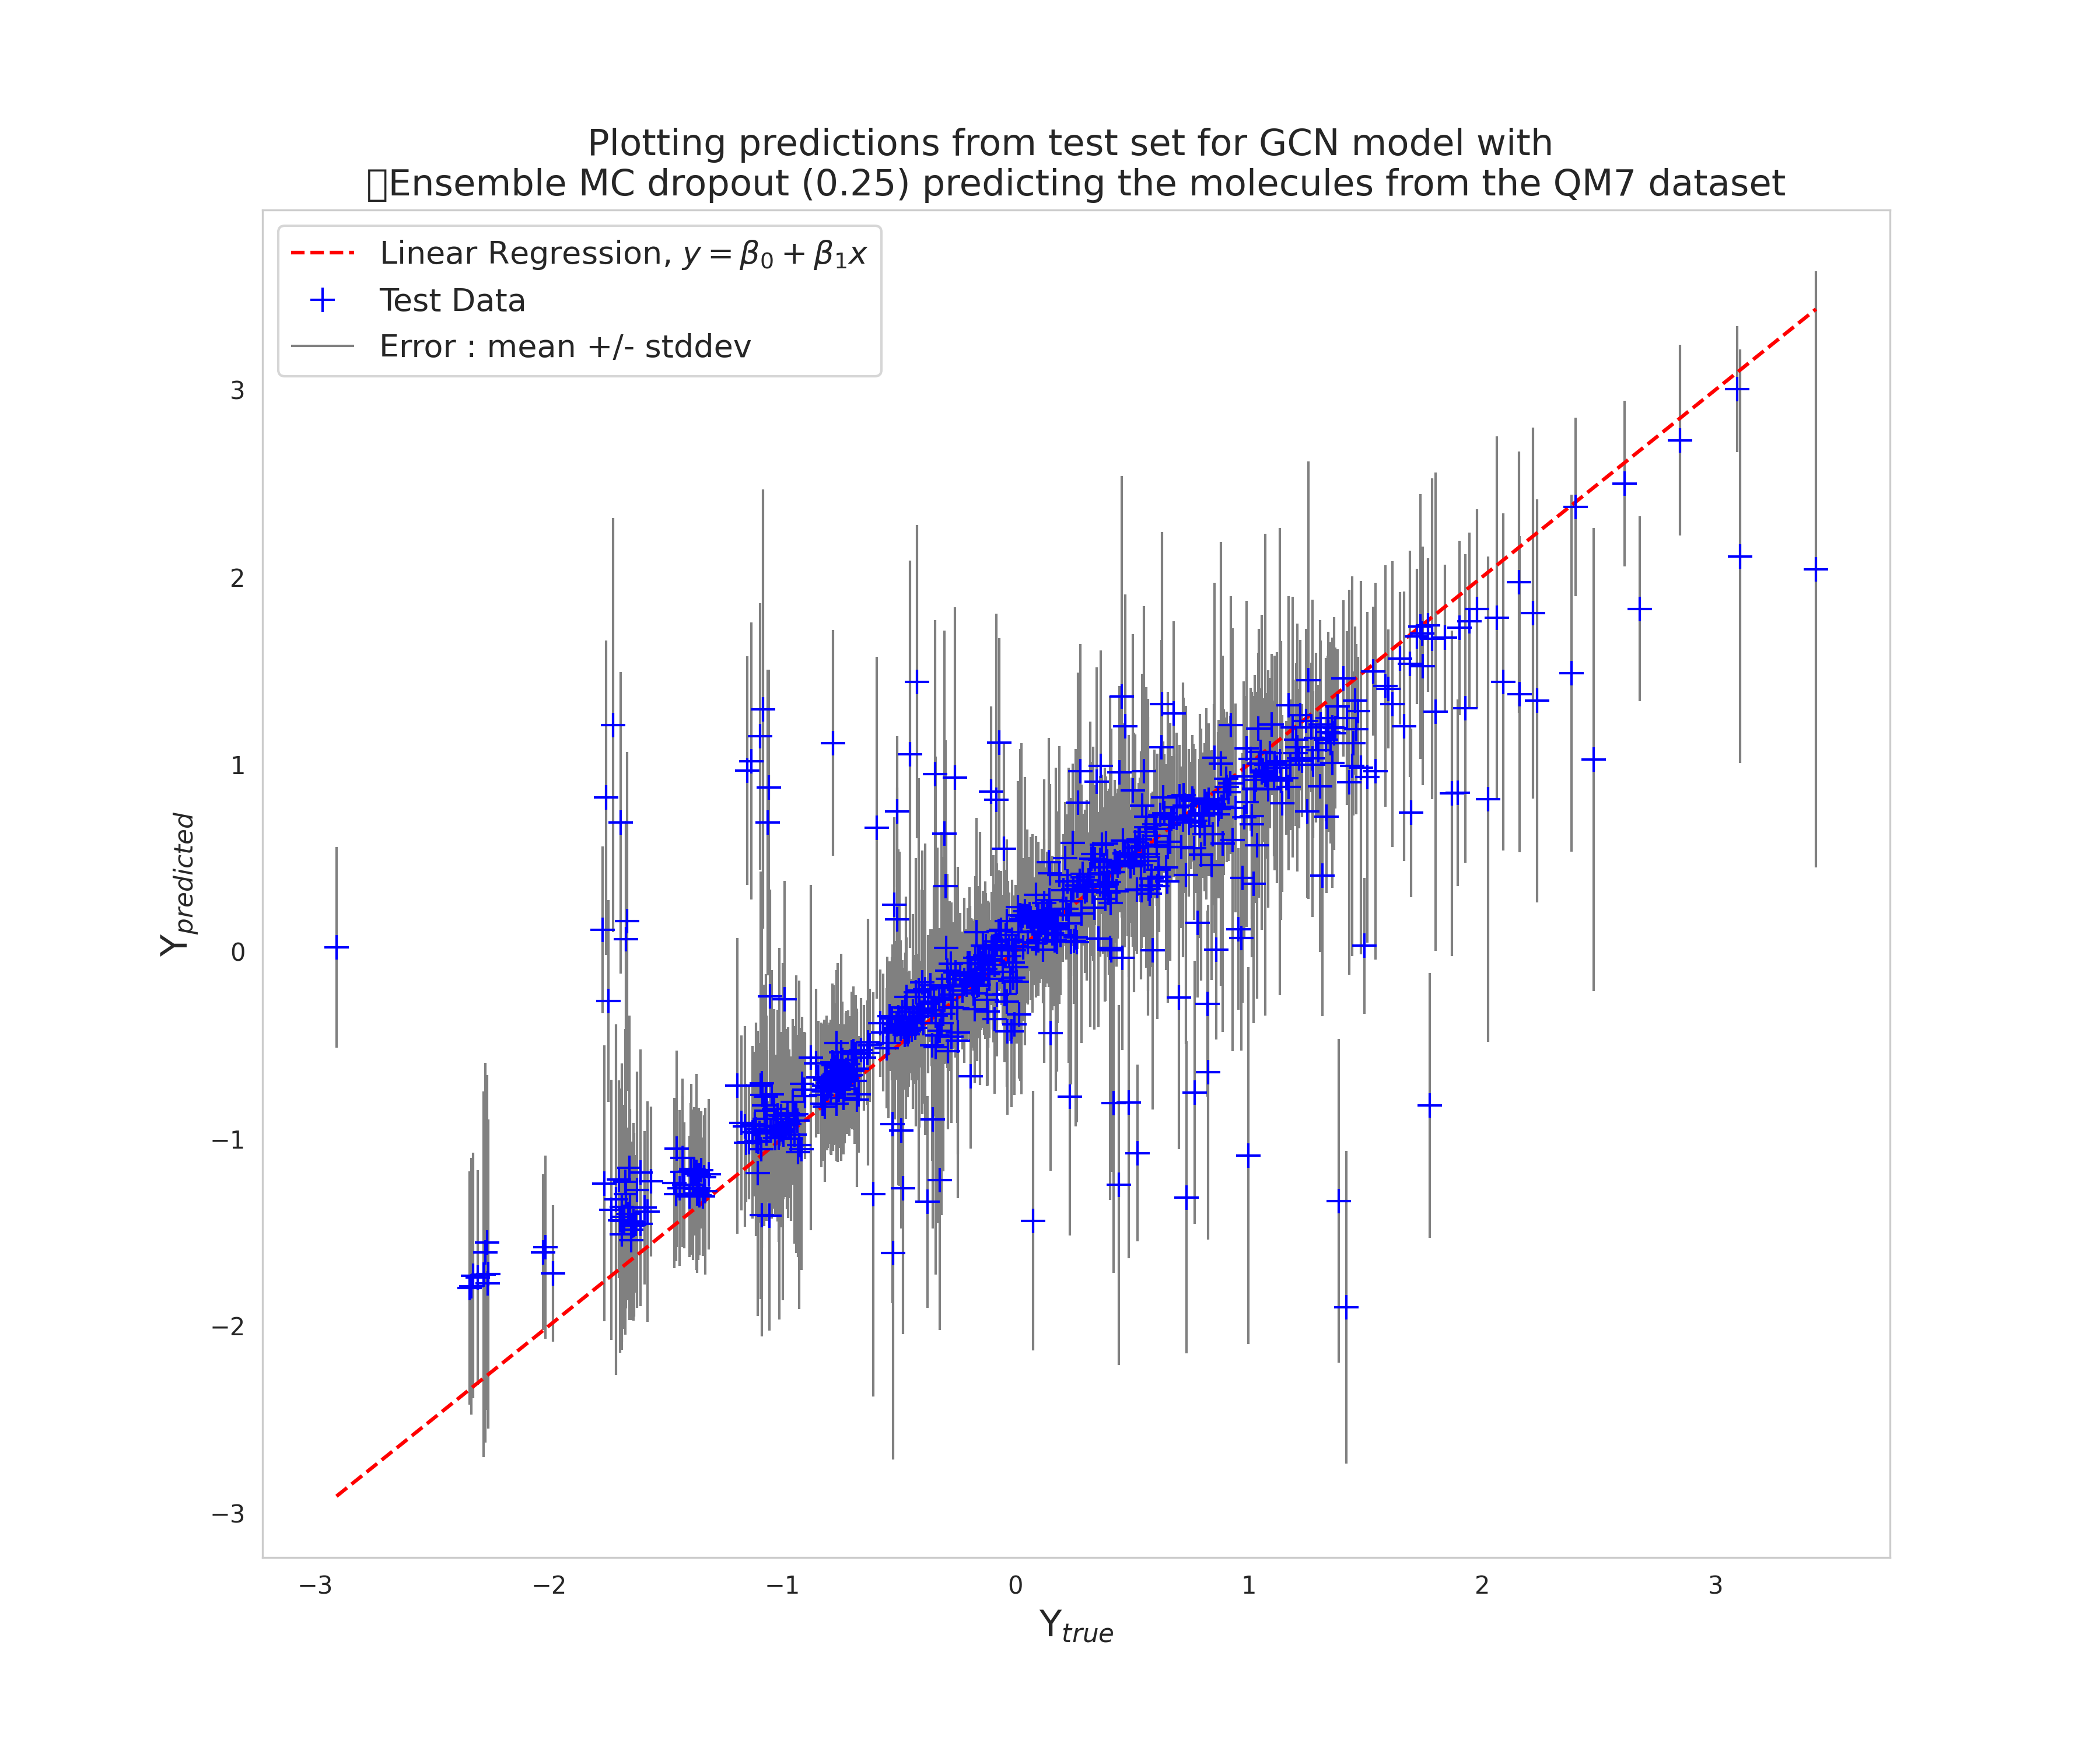 Plotting predictions from test set for GCN model with
▯Ensemble MC dropout (0.25) predicting the molecules from the QM7 dataset
Linear Regression, y = β₀ + β₁x
Test Data
Error : mean +/- stddev
3
2
1
0
−1
−2
−3
Y_predicted
−3 −2 −1 0 1 2 3
Y_true